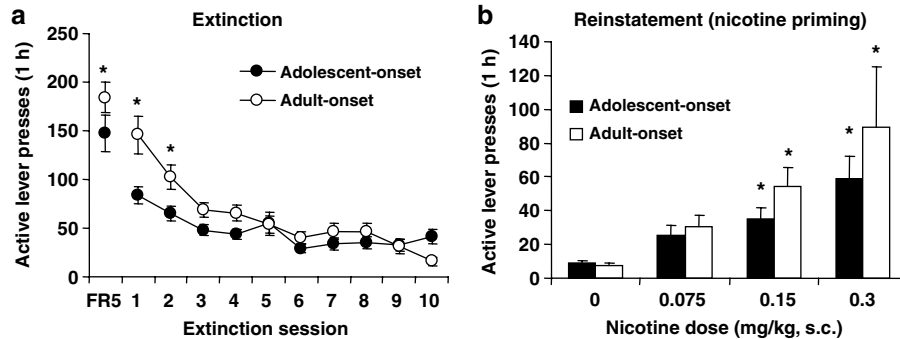 a
Extinction
Active lever presses (1 h)
250
200
150
100
50
0
*
*
*
Adolescent-onset
Adult-onset
FR5 1 2 3 4 5 6 7 8 9 10
Extinction session
b
Reinstatement (nicotine priming)
Active lever presses (1 h)
140
120
100
80
60
40
20
0
Adolescent-onset
Adult-onset
*
*
*
*
0 0.075 0.15 0.3
Nicotine dose (mg/kg, s.c.)